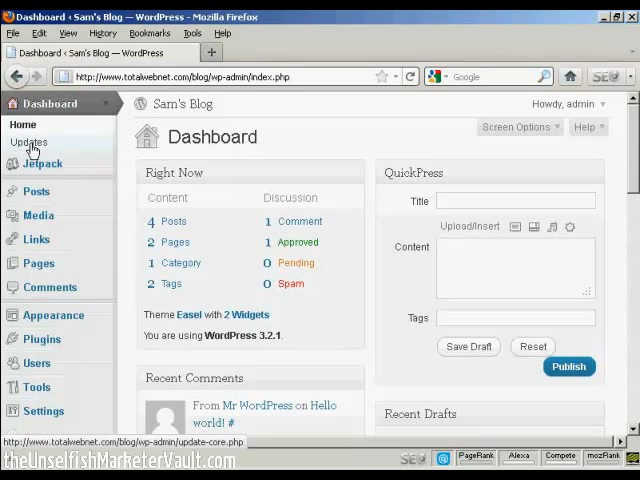 Dashboard ‹ Sam's Blog — WordPress - Mozilla Firefox
File Edit View History Bookmarks Tools Help
Dashboard ‹ Sam's Blog — WordPress
http://www.totalwebnet.com/blog/wp-admin/index.php
Google
Dashboard
Sam's Blog
Howdy, admin
Home
Updates
Jetpack
Posts
Media
Links
Pages
Comments
Appearance
Plugins
Users
Tools
Settings
Dashboard
Screen Options
Help
Right Now
Content Discussion
4 Posts 1 Comment
2 Pages 1 Approved
1 Category 0 Pending
2 Tags 0 Spam
Theme Easel with 2 Widgets
You are using WordPress 3.2.1.
Recent Comments
From Mr WordPress on Hello
world! #
QuickPress
Title
Upload/Insert
Content
Tags
Save Draft Reset
Publish
Recent Drafts
http://www.totalwebnet.com/blog/wp-admin/update-core.php
PageRank Alexa Compete mozRank
theUnselfishMarketerVault.com